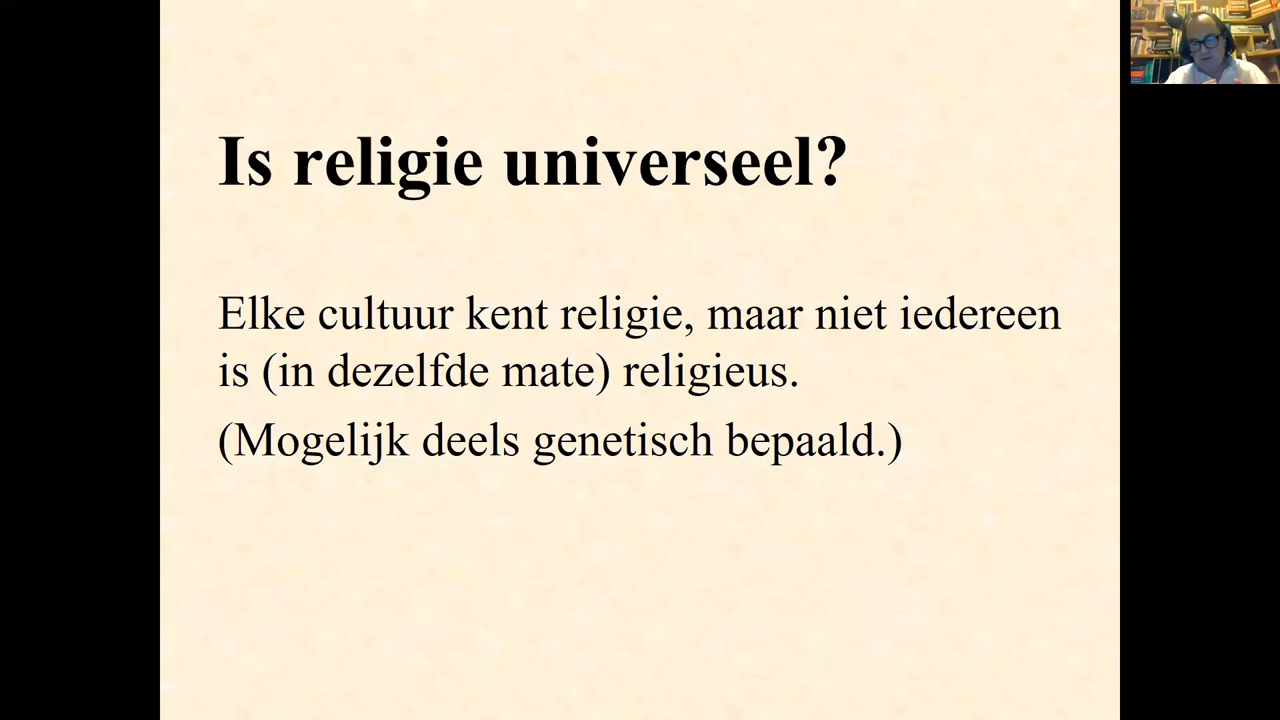 Is religie universeel?
Elke cultuur kent religie, maar niet iedereen
is (in dezelfde mate) religieus.
(Mogelijk deels genetisch bepaald.)